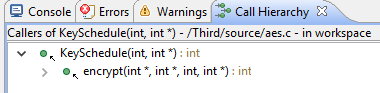 Console Tasks Warnings Call Hierarchy
Callers of KeySchedule(int, int *) - /Third/source/aes.c - in workspace
KeySchedule(int, int *) : int
encrypt(int *, int *, int, int *) : int